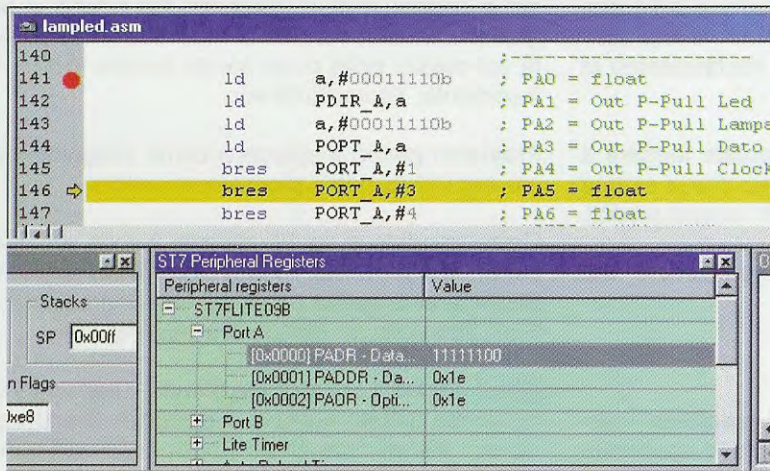 lampled.asm
140 ; ---------------------
141 ld a,#00011110b ; PA0 = float
142 ld PDIR_A,a ; PA1 = Out P-Pull Led
143 ld a,#00011110b ; PA2 = Out P-Pull Lampa
144 ld POPT_A,a ; PA3 = Out P-Pull Dato
145 bres PORT_A,#1 ; PA4 = Out P-Pull Clock
146 bres PORT_A,#3 ; PA5 = float
147 bres PORT_A,#4 ; PA6 = float
ST7 Peripheral Registers
Peripheral registers Value
ST7FLITE09B
Port A
[0x0000] PADR - Data... 11111100
[0x0001] PADDR - Da... 0x1e
[0x0002] PAOR - Opti... 0x1e
Port B
Lite Timer
Stacks
SP 0x00ff
n Flags
0xe8